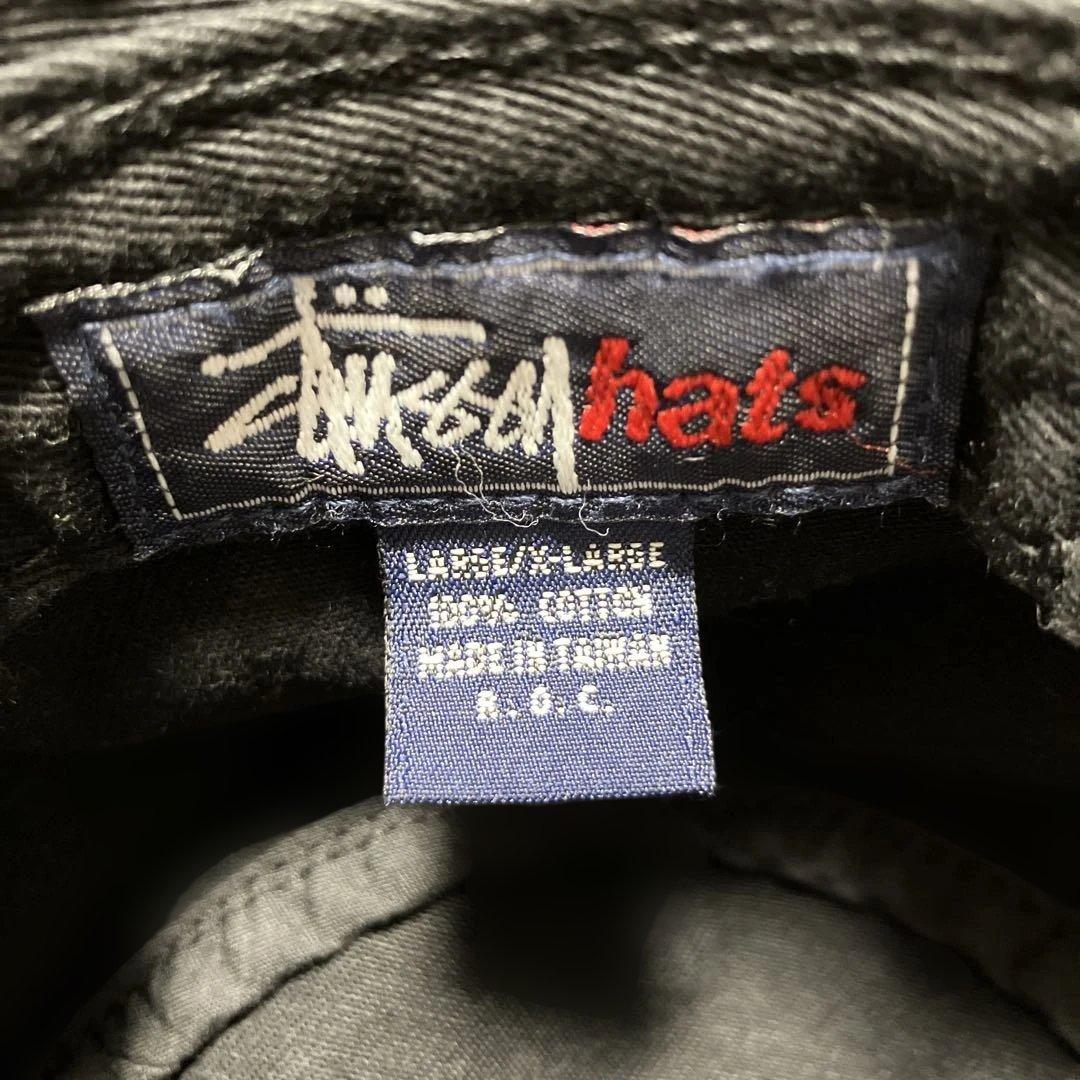 Stüssy hats
LARGE/X-LARGE
100% COTTON
MADE IN TAIWAN
R.O.C.